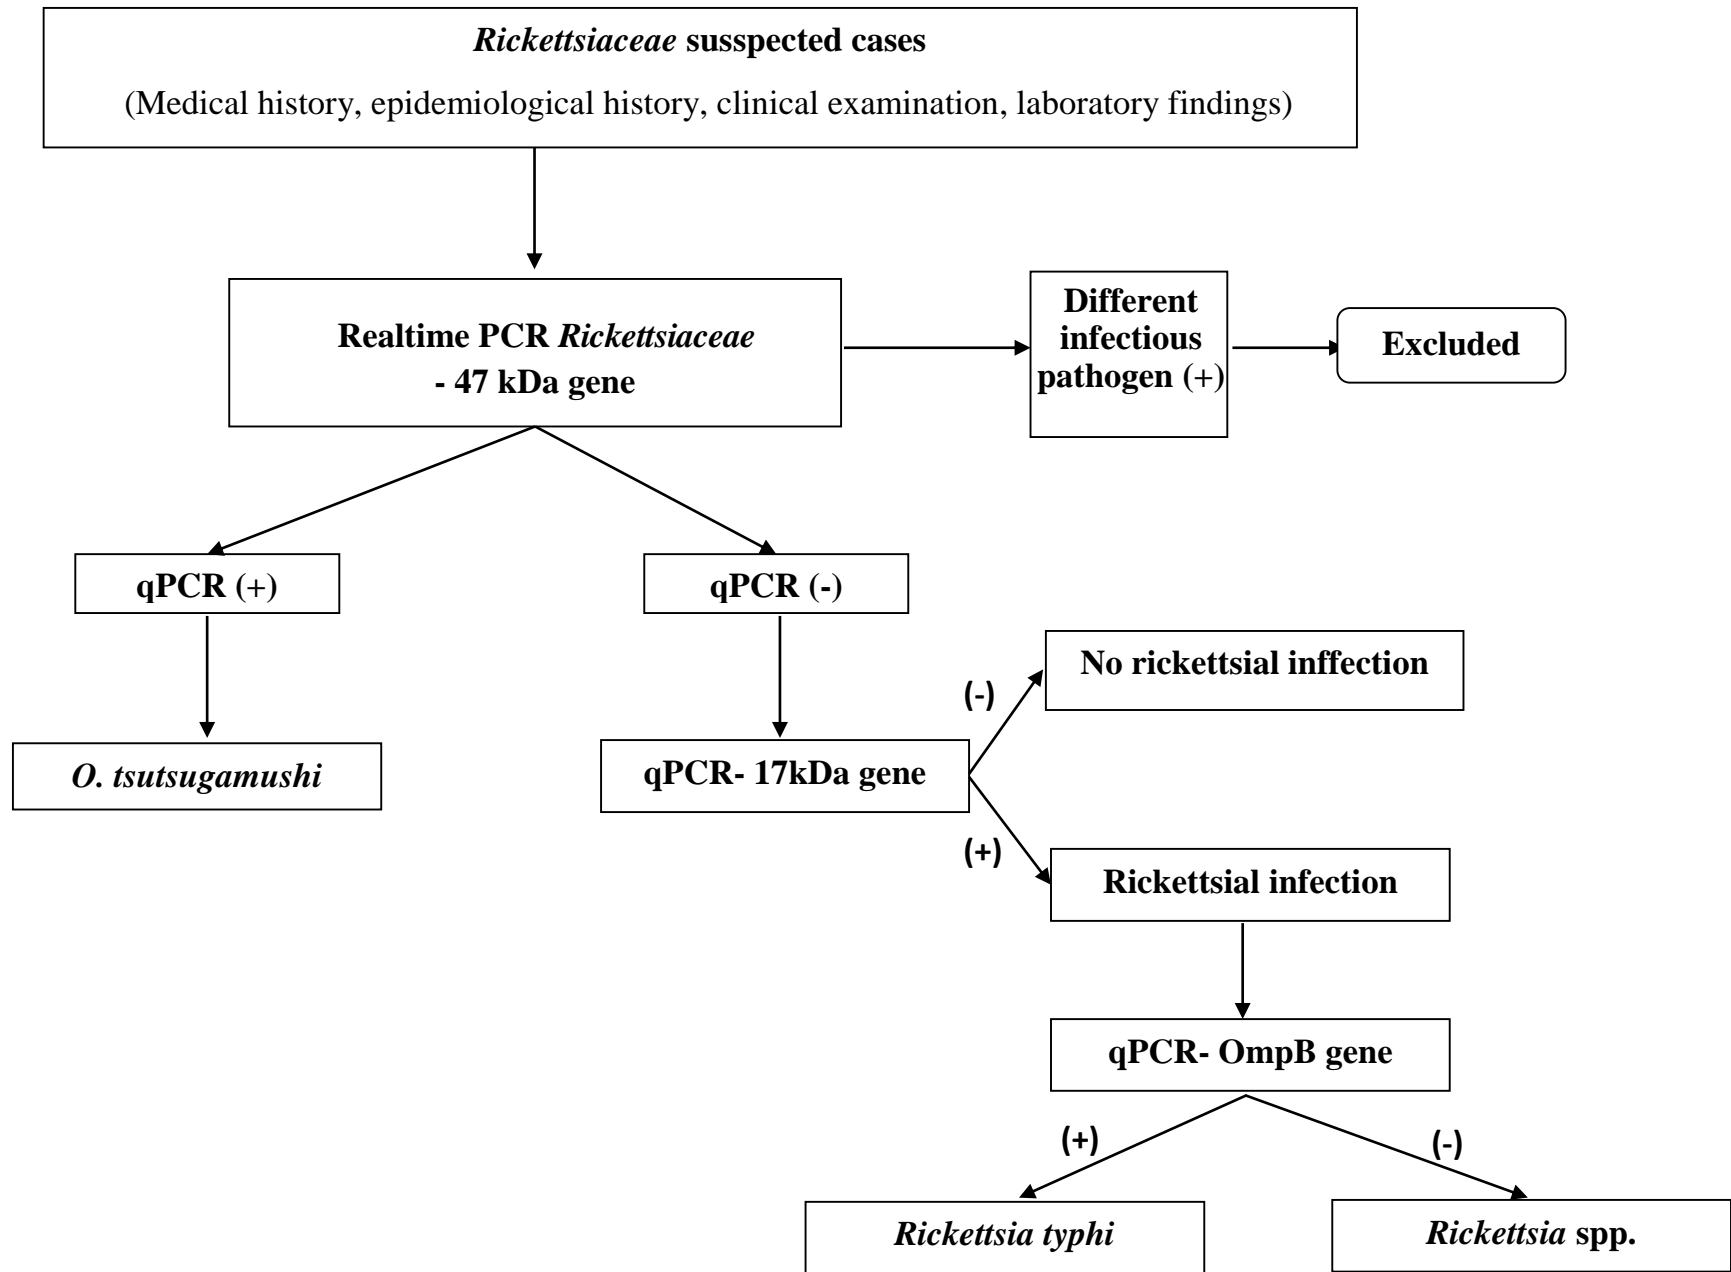 Rickettsiaceae susspected cases
(Medical history, epidemiological history, clinical examination, laboratory findings)
Realtime PCR Rickettsiaceae
- 47 kDa gene
Different
infectious
pathogen (+)
Excluded
qPCR (+)
qPCR (-)
No rickettsial inffection
(-)
O. tsutsugamushi
qPCR- 17kDa gene
(+)
Rickettsial infection
qPCR- OmpB gene
(+)
(-)
Rickettsia typhi
Rickettsia spp.